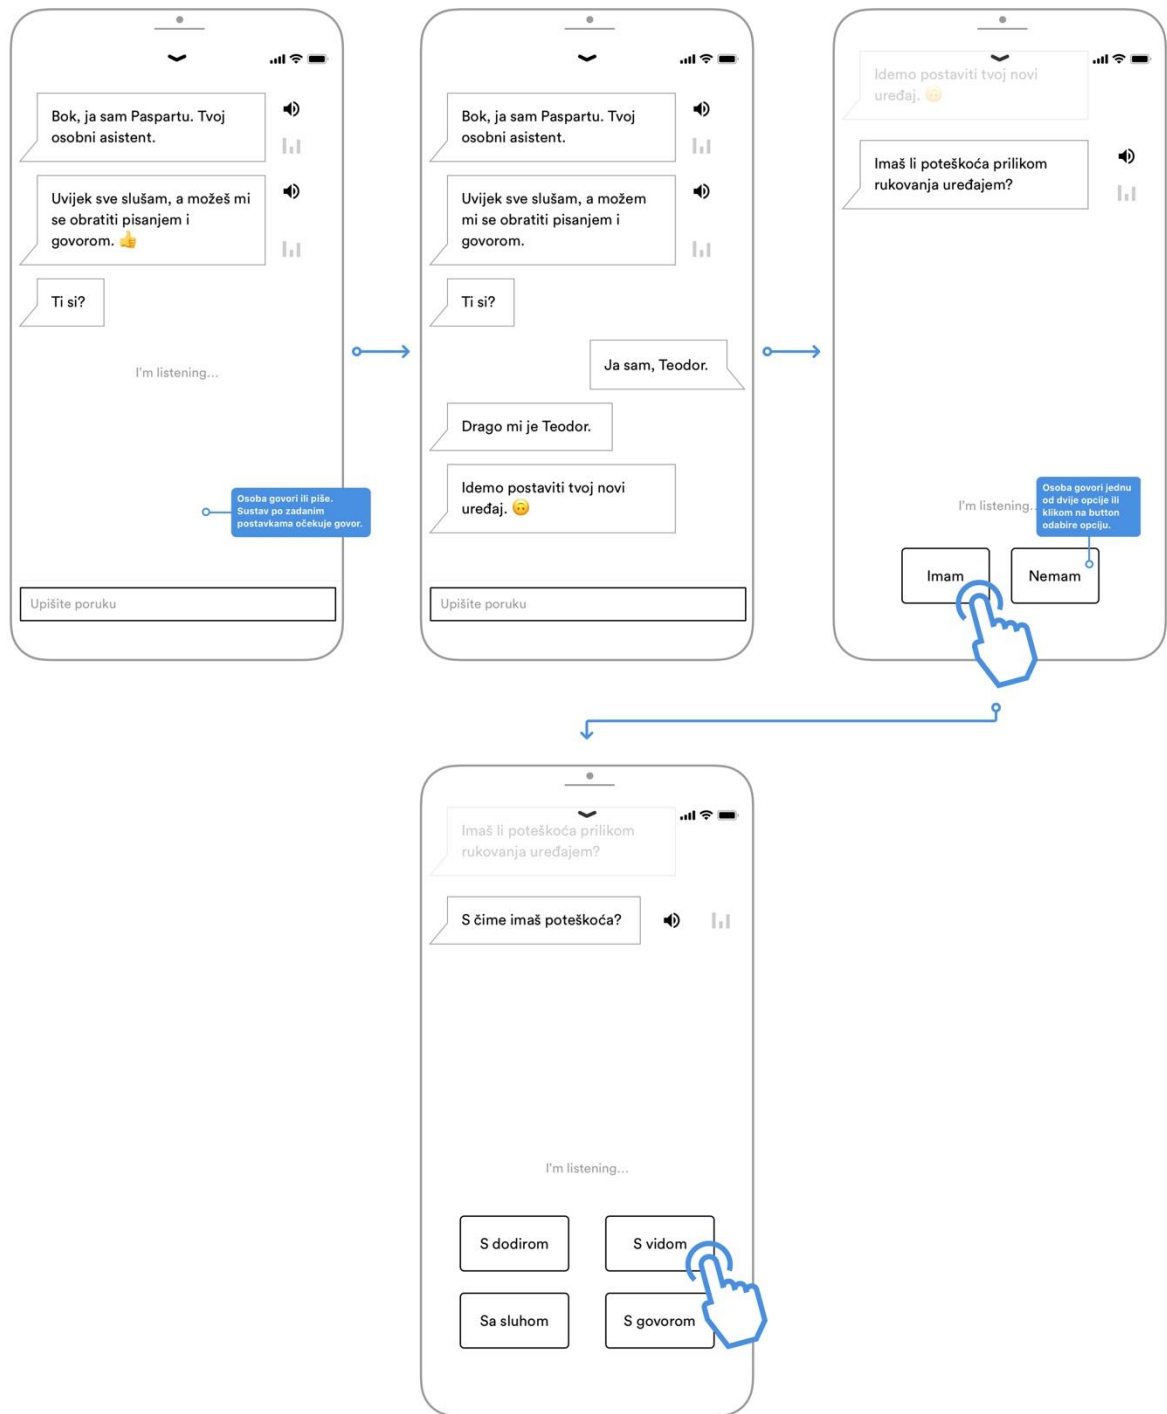 Bok, ja sam Paspartu. Tvoj
osobni asistent.
Uvijek sve slušam, a možeš mi
se obratiti pisanjem i
govorom. 👍
Ti si?
I'm listening...
Osoba govori ili piše.
Sustav po zadanim
postavkama očekuje govor.
Upišite poruku
Bok, ja sam Paspartu. Tvoj
osobni asistent.
Uvijek sve slušam, a možem
mi se obratiti pisanjem i
govorom.
Ti si?
Ja sam, Teodor.
Drago mi je Teodor.
Idemo postaviti tvoj novi
uređaj. 🙃
Upišite poruku
Idemo postaviti tvoj novi
uređaj. 🙃
Imaš li poteškoća prilikom
rukovanja uređajem?
I'm listening.
Osoba govori jednu
od dvije opcije ili
klikom na button
odabire opciju.
Imam
Nemam
Imaš li poteškoća prilikom
rukovanja uređajem?
S čime imaš poteškoća?
I'm listening...
S dodirom
S vidom
Sa sluhom
S govorom